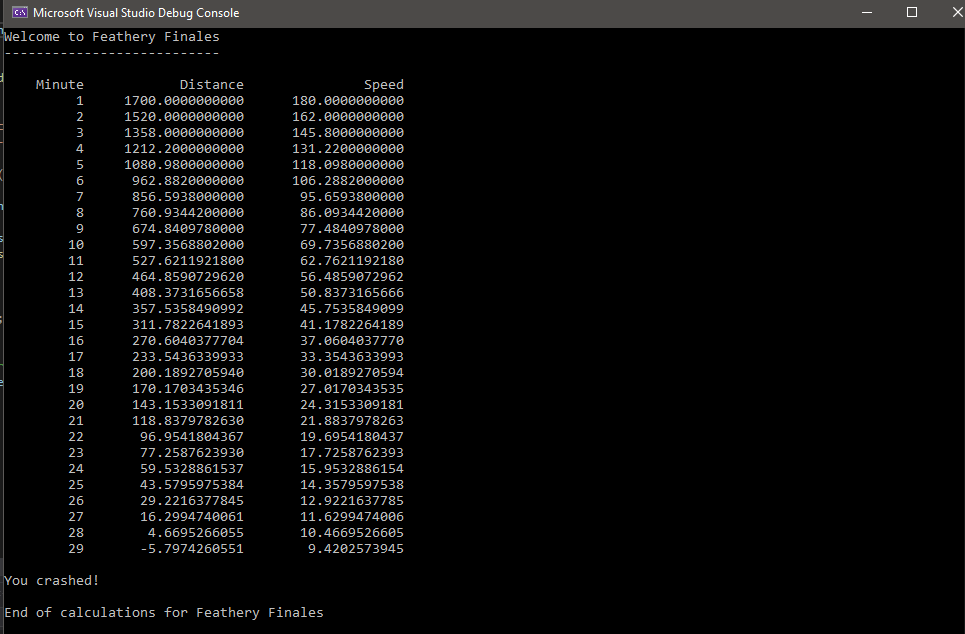 Microsoft Visual Studio Debug Console
Welcome to Feathery Finales
---------------------------
Minute Distance Speed
1 1700.0000000000 180.0000000000
2 1520.0000000000 162.0000000000
3 1358.0000000000 145.8000000000
4 1212.2000000000 131.2200000000
5 1080.9800000000 118.0980000000
6 962.8820000000 106.2882000000
7 856.5938000000 95.6593800000
8 760.9344200000 86.0934420000
9 674.8409780000 77.4840978000
10 597.3568802000 69.7356880200
11 527.6211921800 62.7621192180
12 464.8590729620 56.4859072962
13 408.3731656658 50.8373165666
14 357.5358490992 45.7535849099
15 311.7822641893 41.1782264189
16 270.6040377704 37.0604037770
17 233.5436339933 33.3543633993
18 200.1892705940 30.0189270594
19 170.1703435346 27.0170343535
20 143.1533091811 24.3153309181
21 118.8379782630 21.8837978263
22 96.9541804367 19.6954180437
23 77.2587623930 17.7258762393
24 59.5328861537 15.9532886154
25 43.5795975384 14.3579597538
26 29.2216377845 12.9221637785
27 16.2994740061 11.6299474006
28 4.6695266055 10.4669526605
29 -5.7974260551 9.4202573945
You crashed!
End of calculations for Feathery Finales